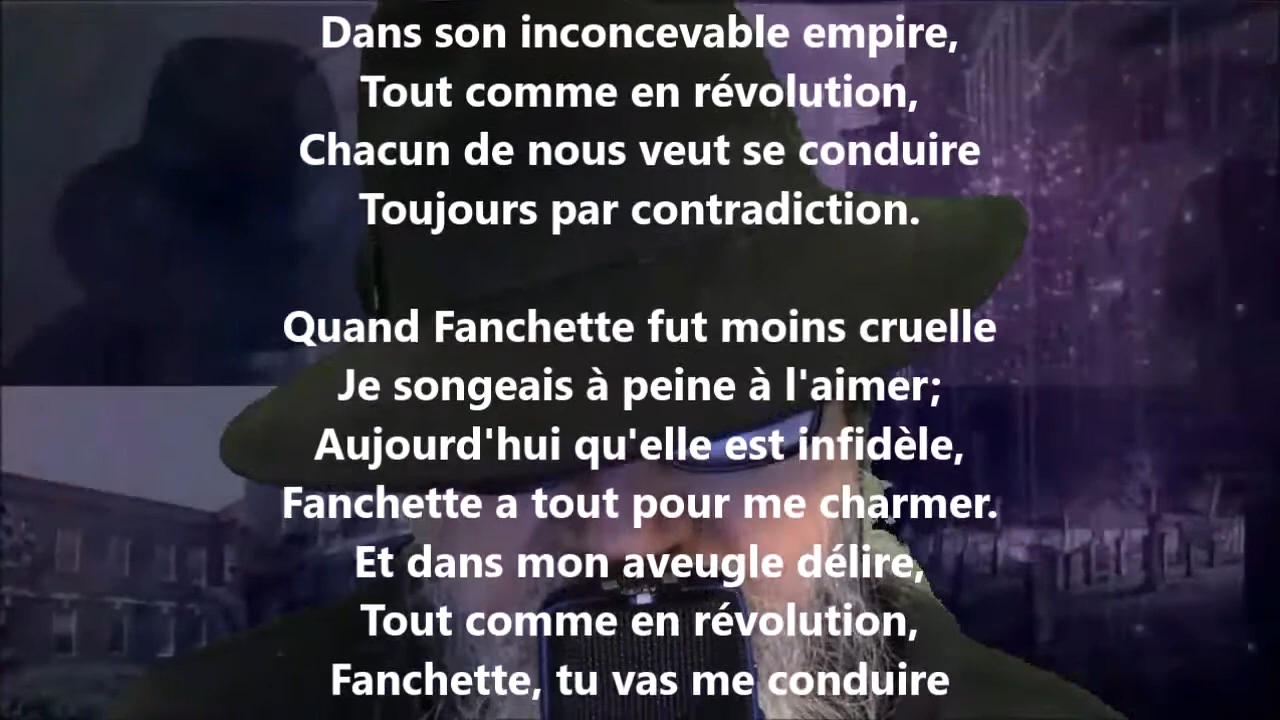 Dans son inconcevable empire,
Tout comme en révolution,
Chacun de nous veut se conduire
Toujours par contradiction.
Quand Fanchette fut moins cruelle
Je songeais à peine à l'aimer;
Aujourd'hui qu'elle est infidèle,
Fanchette a tout pour me charmer.
Et dans mon aveugle délire,
Tout comme en révolution,
Fanchette, tu vas me conduire